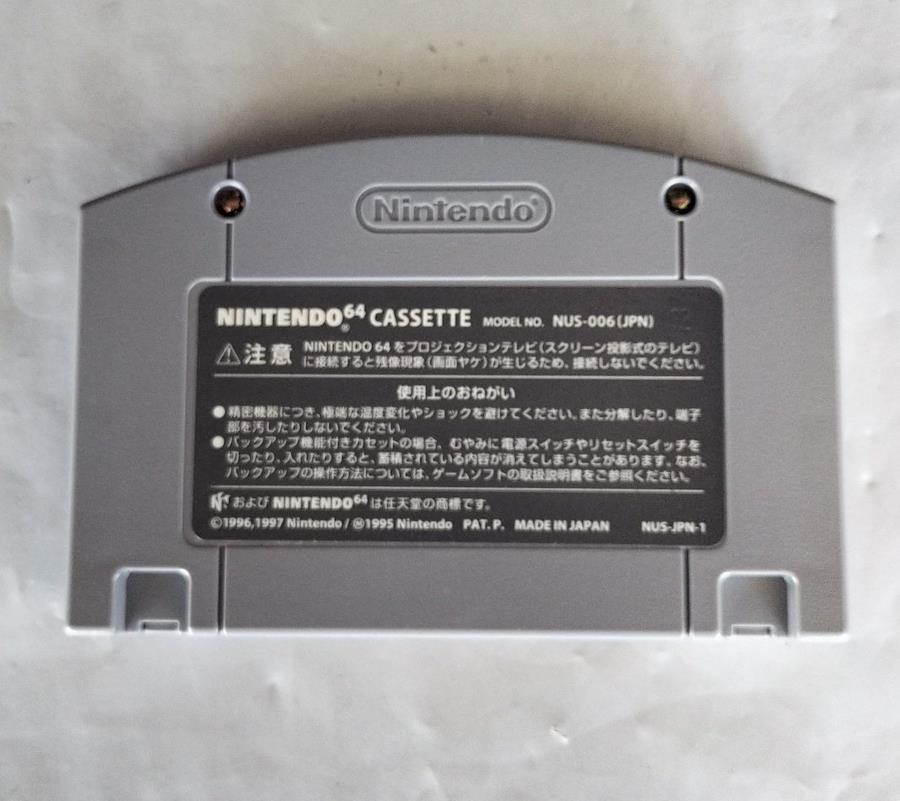 Nintendo
NINTENDO64 CASSETTE MODEL NO. NUS-006(JPN)
⚠注意 NINTENDO 64 をプロジェクションテレビ(スクリーン投影式のテレビ)
に接続すると残像現象(画面ヤケ)が生じるため、接続しないでください。
使用上のおねがい
●精密機器につき、極端な温度変化やショックを避けてください。また分解したり、端子
部を汚したりしないでください。
●バックアップ機能付きカセットの場合、むやみに電源スイッチやリセットスイッチを
切ったり、入れたりすると、蓄積されている内容が消えてしまうことがあります。なお、
バックアップの操作方法については、ゲームソフトの取扱説明書をご参照ください。
および NINTENDO64 は任天堂の商標です。
©1996,1997 Nintendo / Ⓜ1995 Nintendo PAT. P. MADE IN JAPAN NUS-JPN-1